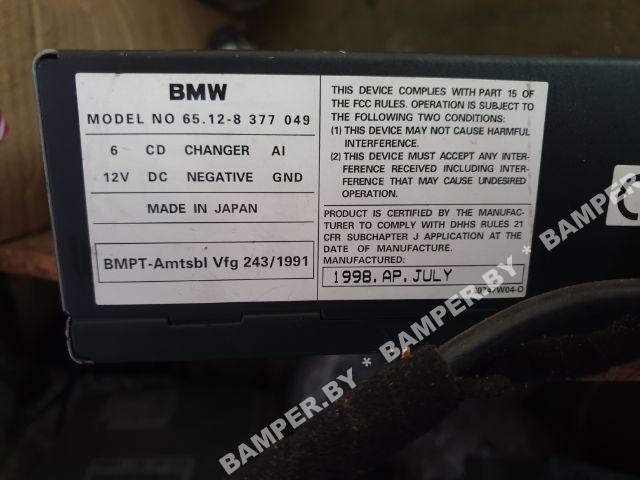 BMW
MODEL NO 65.12-8 377 049
6 CD CHANGER AI
12V DC NEGATIVE GND
MADE IN JAPAN
BMPT-Amtsbl Vfg 243/1991
THIS DEVICE COMPLIES WITH PART 15 OF
THE FCC RULES. OPERATION IS SUBJECT TO
THE FOLLOWING TWO CONDITIONS:
(1) THIS DEVICE MAY NOT CAUSE HARMFUL
INTERFERENCE.
(2) THIS DEVICE MUST ACCEPT ANY INTER-
FERENCE RECEIVED INCLUDING INTER-
FERENCE THAT MAY CAUSE UNDESIRED
OPERATION.
PRODUCT IS CERTIFIED BY THE MANUFAC-
TURER TO COMPLY WITH DHHS RULES 21
CFR SUBCHAPTER J APPLICATION AT THE
DATE OF MANUFACTURE.
MANUFACTURED:
1998.AP.JULY
BAMPER.BY * BAMPER.BY * BAMPER.BY